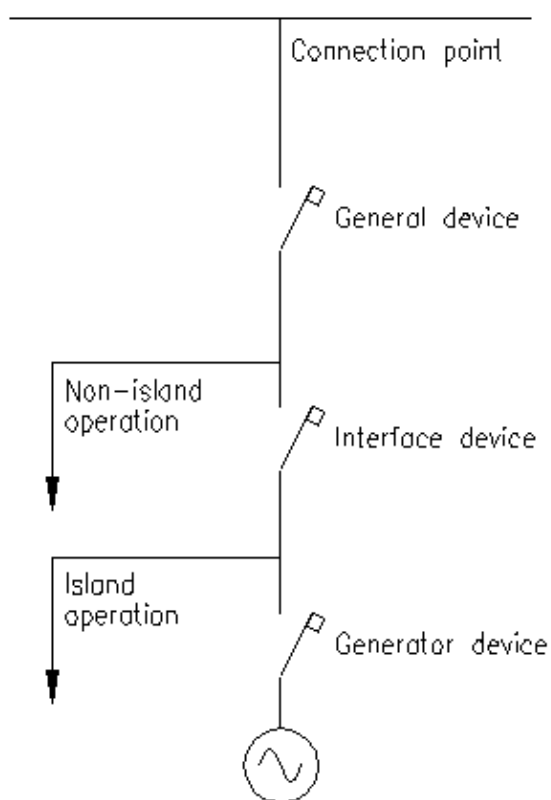 Connection point
General device
Non-island
operation
Interface device
Island
operation
Generator device